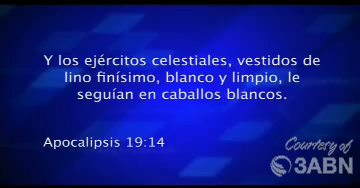 Y los ejércitos celestiales, vestidos de
lino finísimo, blanco y limpio, le
seguían en caballos blancos.
Apocalipsis 19:14
Courtesy of
3ABN